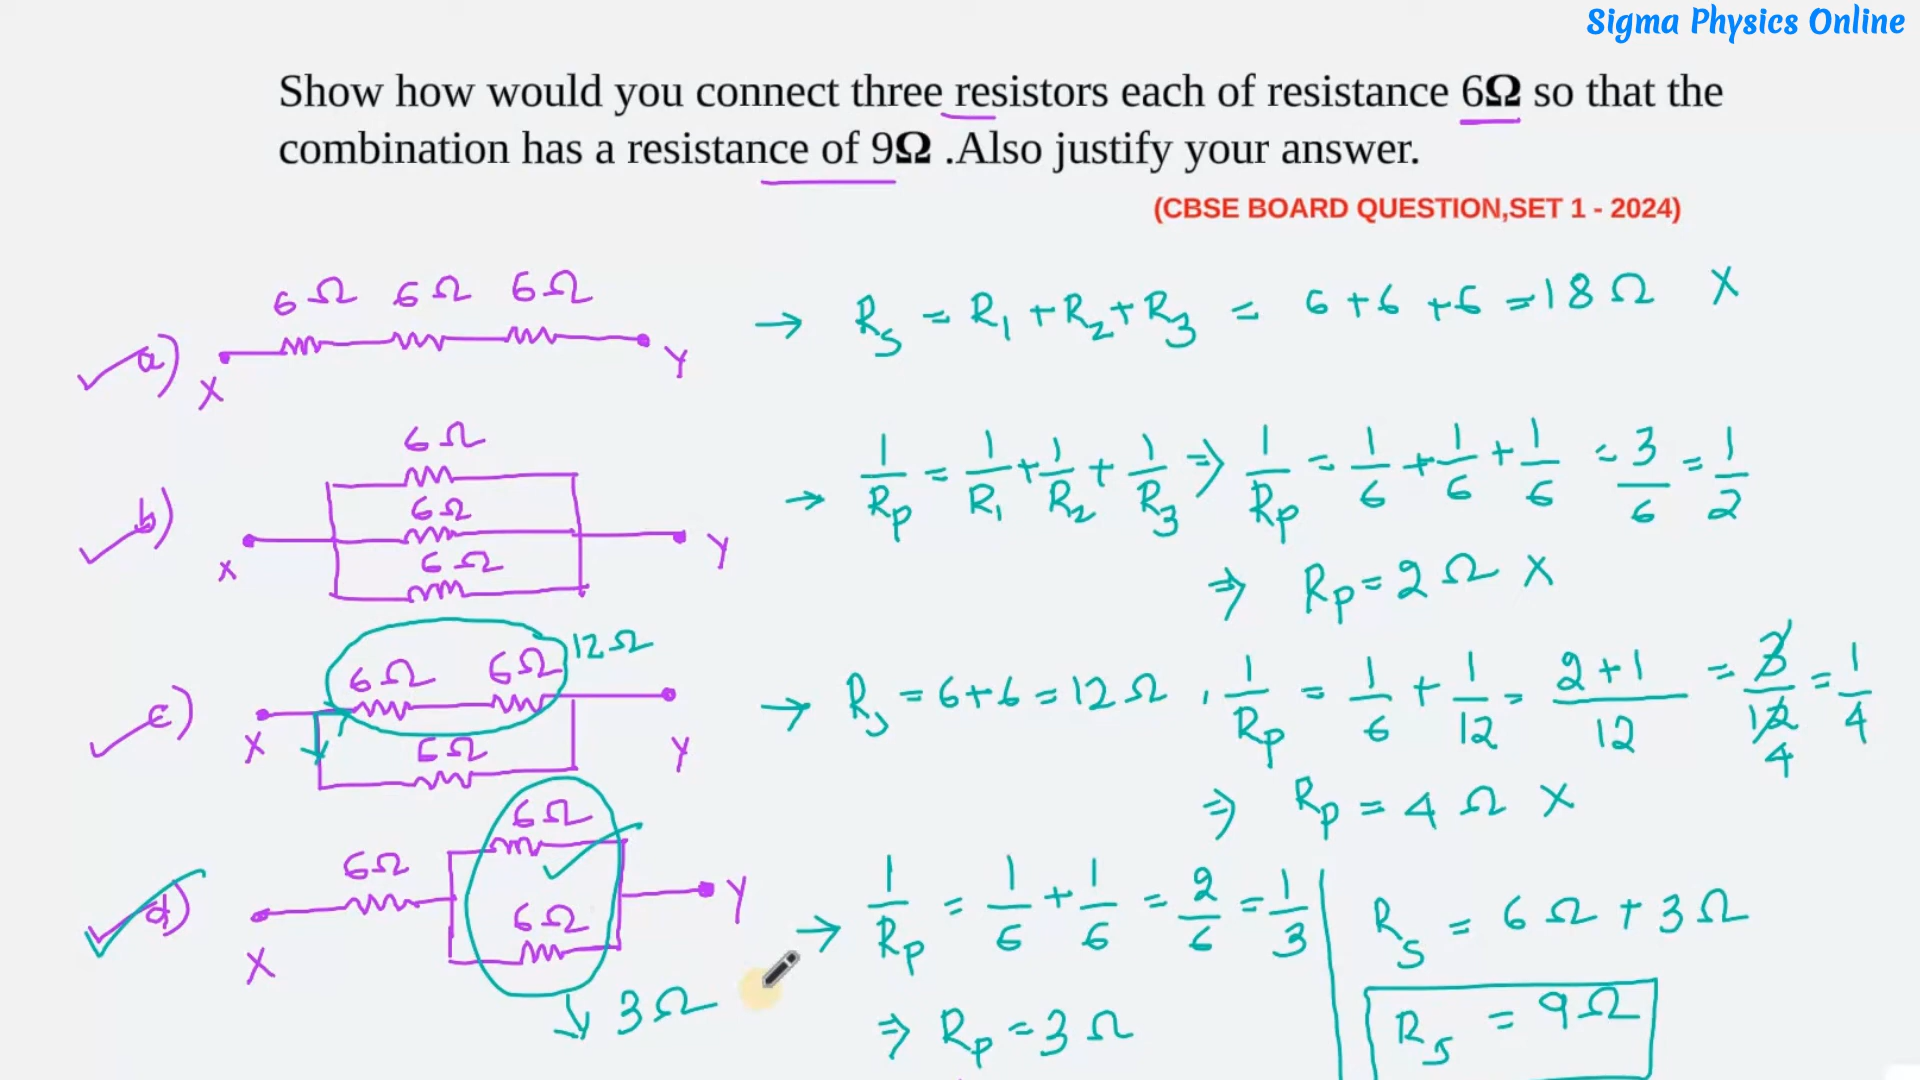 Sigma Physics Online
Show how would you connect three resistors each of resistance 6Ω so that the
combination has a resistance of 9Ω .Also justify your answer.
(CBSE BOARD QUESTION,SET 1 - 2024)
a) X 6Ω 6Ω 6Ω Y
→ Rs = R1 + R2 + R3 = 6 + 6 + 6 = 18 Ω X
b) X 6Ω 6Ω 6Ω Y
→ 1/Rp = 1/R1 + 1/R2 + 1/R3 ⇒ 1/Rp = 1/6 + 1/6 + 1/6 = 3/6 = 1/2
⇒ Rp = 2 Ω X
c) X 6Ω 6Ω 12Ω 6Ω Y
→ Rs = 6+6 = 12Ω , 1/Rp = 1/6 + 1/12 = 2+1/12 = 3/12 4 = 1/4
⇒ Rp = 4 Ω X
d) X 6Ω 6Ω 6Ω Y
↓ 3Ω
→ 1/Rp = 1/6 + 1/6 = 2/6 = 1/3
⇒ Rp = 3 Ω
Rs = 6Ω + 3Ω
Rs = 9Ω